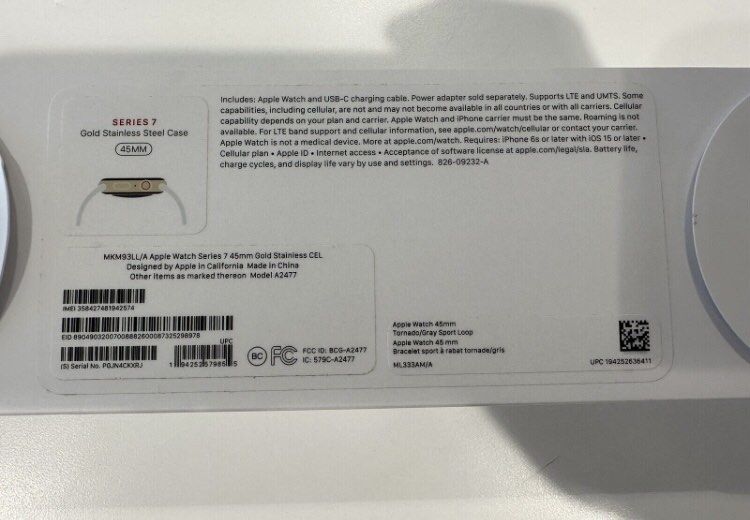 SERIES 7
Gold Stainless Steel Case
45MM
Includes: Apple Watch and USB-C charging cable. Power adapter sold separately. Supports LTE and UMTS. Some
capabilities, including cellular, are not and may not become available in all countries or with all carriers. Cellular
capability depends on your plan and carrier. Apple Watch and iPhone carrier must be the same. Roaming is not
available. For LTE band support and cellular information, see apple.com/watch/cellular or contact your carrier.
Apple Watch is not a medical device. More at apple.com/watch. Requires: iPhone 6s or later with iOS 15 or later •
Cellular plan • Apple ID • Internet access • Acceptance of software license at apple.com/legal/sla. Battery life,
charge cycles, and display life vary by use and settings. 826-09232-A
MKM93LL/A Apple Watch Series 7 45mm Gold Stainless CEL
Designed by Apple in California Made in China
Other items as marked thereon Model A2477
IMEI 358427481942574
EID 89049032007008882600087325298978
UPC
(S) Serial No. P0JN4CKXRJ
BC FC
FCC ID: BCG-A2477
IC: 579C-A2477
Apple Watch 45mm
Tornado/Gray Sport Loop
Apple Watch 45 mm
Bracelet sport à rabat tornade/gris
ML333AM/A
UPC 194252636411